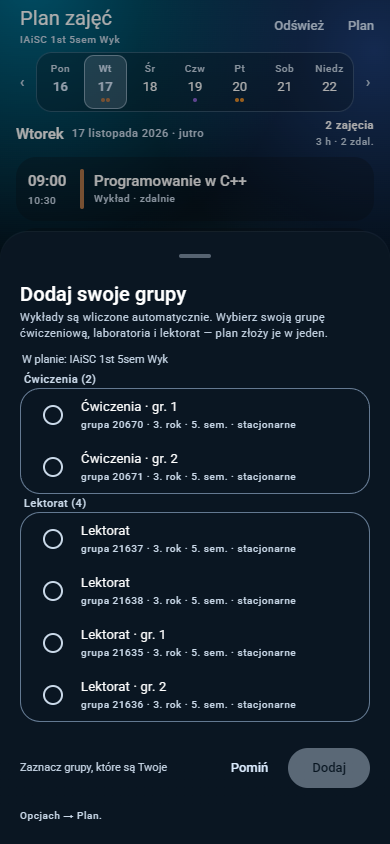 Plan zajęć
Odśwież Plan
IAiSC 1st 5sem Wyk
‹ Pon Wt Śr Czw Pt Sob Niedz ›
16 17 18 19 20 21 22
Wtorek 17 listopada 2026 · jutro
2 zajęcia
3 h · 2 zdal.
09:00 Programowanie w C++
10:30 Wykład · zdalnie
Dodaj swoje grupy
Wykłady są wliczone automatycznie. Wybierz swoją grupę
ćwiczeniową, laboratoria i lektorat — plan złoży je w jeden.
W planie: IAiSC 1st 5sem Wyk
Ćwiczenia (2)
Ćwiczenia · gr. 1
grupa 20670 · 3. rok · 5. sem. · stacjonarne
Ćwiczenia · gr. 2
grupa 20671 · 3. rok · 5. sem. · stacjonarne
Lektorat (4)
Lektorat
grupa 21637 · 3. rok · 5. sem. · stacjonarne
Lektorat
grupa 21638 · 3. rok · 5. sem. · stacjonarne
Lektorat · gr. 1
grupa 21635 · 3. rok · 5. sem. · stacjonarne
Lektorat · gr. 2
grupa 21636 · 3. rok · 5. sem. · stacjonarne
Zaznacz grupy, które są Twoje Pomiń Dodaj
Opcjach → Plan.